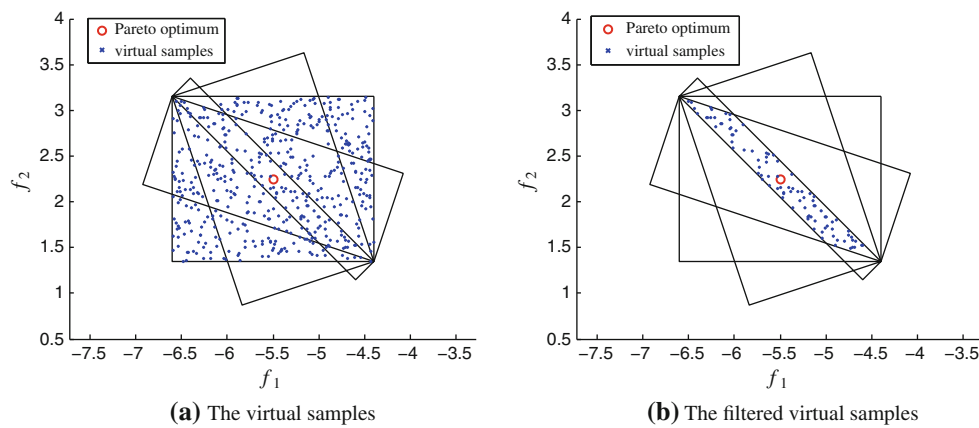 4
3.5
3
2.5
2
1.5
1
0.5
f2
Pareto optimum
virtual samples
−7.5 −7 −6.5 −6 −5.5 −5 −4.5 −4 −3.5
f1
(a) The virtual samples
4
3.5
3
2.5
2
1.5
1
0.5
f2
Pareto optimum
virtual samples
−7.5 −7 −6.5 −6 −5.5 −5 −4.5 −4 −3.5
f1
(b) The filtered virtual samples